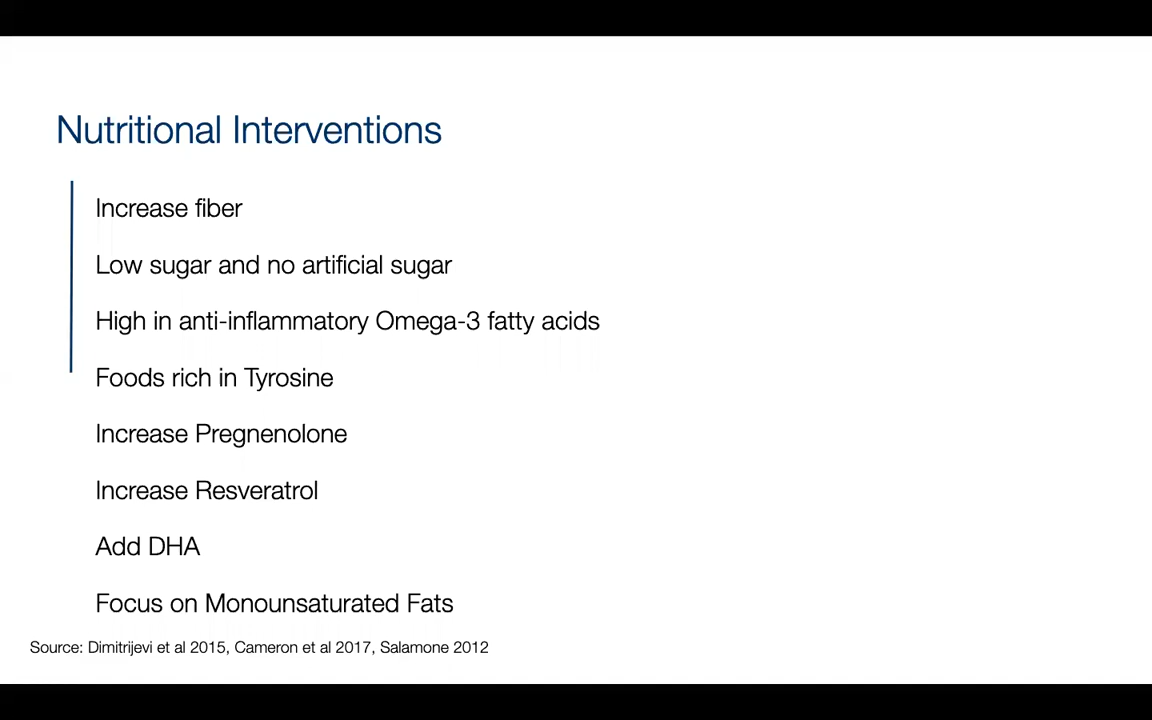 Nutritional Interventions
Increase fiber
Low sugar and no artificial sugar
High in anti-inflammatory Omega-3 fatty acids
Foods rich in Tyrosine
Increase Pregnenolone
Increase Resveratrol
Add DHA
Focus on Monounsaturated Fats
Source: Dimitrijevi et al 2015, Cameron et al 2017, Salamone 2012